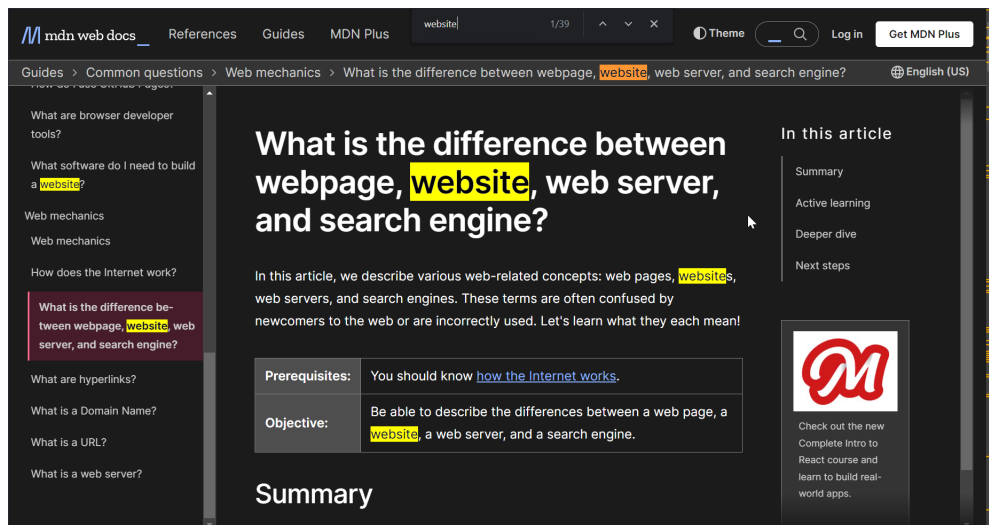 mdn web docs_
References
Guides
MDN Plus
website
1/39
Theme
Log in
Get MDN Plus
Guides > Common questions > Web mechanics > What is the difference between webpage, website, web server, and search engine?
English (US)
How do I use GitHub Pages?
What are browser developer
tools?
What software do I need to build
a website?
Web mechanics
Web mechanics
How does the Internet work?
What is the difference be-
tween webpage, website, web
server, and search engine?
What are hyperlinks?
What is a Domain Name?
What is a URL?
What is a web server?
What is the difference between
webpage, website, web server,
and search engine?
In this article, we describe various web-related concepts: web pages, websites,
web servers, and search engines. These terms are often confused by
newcomers to the web or are incorrectly used. Let's learn what they each mean!
Prerequisites: You should know how the Internet works.
Objective: Be able to describe the differences between a web page, a
website, a web server, and a search engine.
Summary
In this article
Summary
Active learning
Deeper dive
Next steps
M
Check out the new
Complete Intro to
React course and
learn to build real-
world apps.